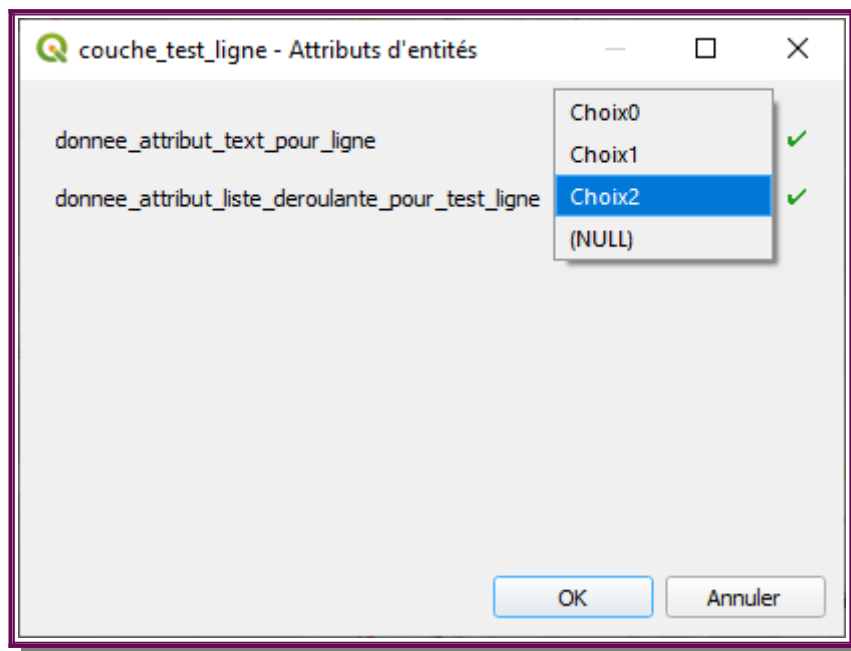 couche_test_ligne - Attributs d'entités
Choix0
donnee_attribut_text_pour_ligne
Choix1
donnee_attribut_liste_deroulante_pour_test_ligne
Choix2
(NULL)
OK
Annuler